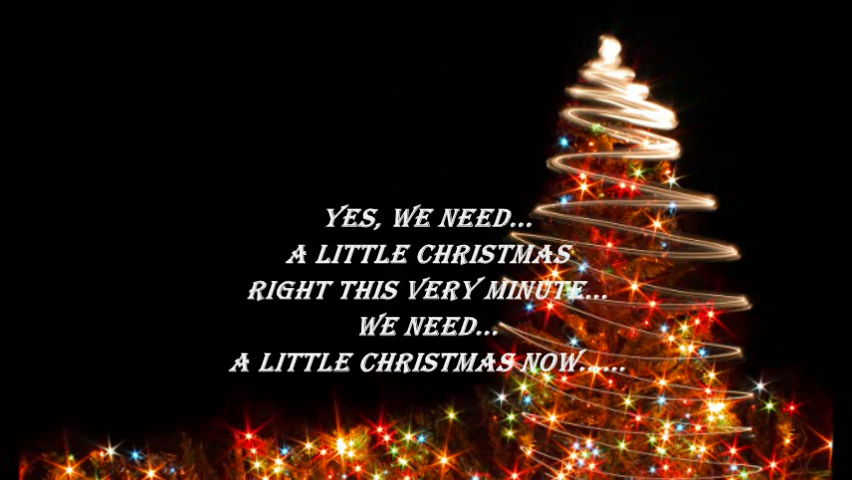 YES, WE NEED...
A LITTLE CHRISTMAS
RIGHT THIS VERY MINUTE...
WE NEED...
A LITTLE CHRISTMAS NOW......